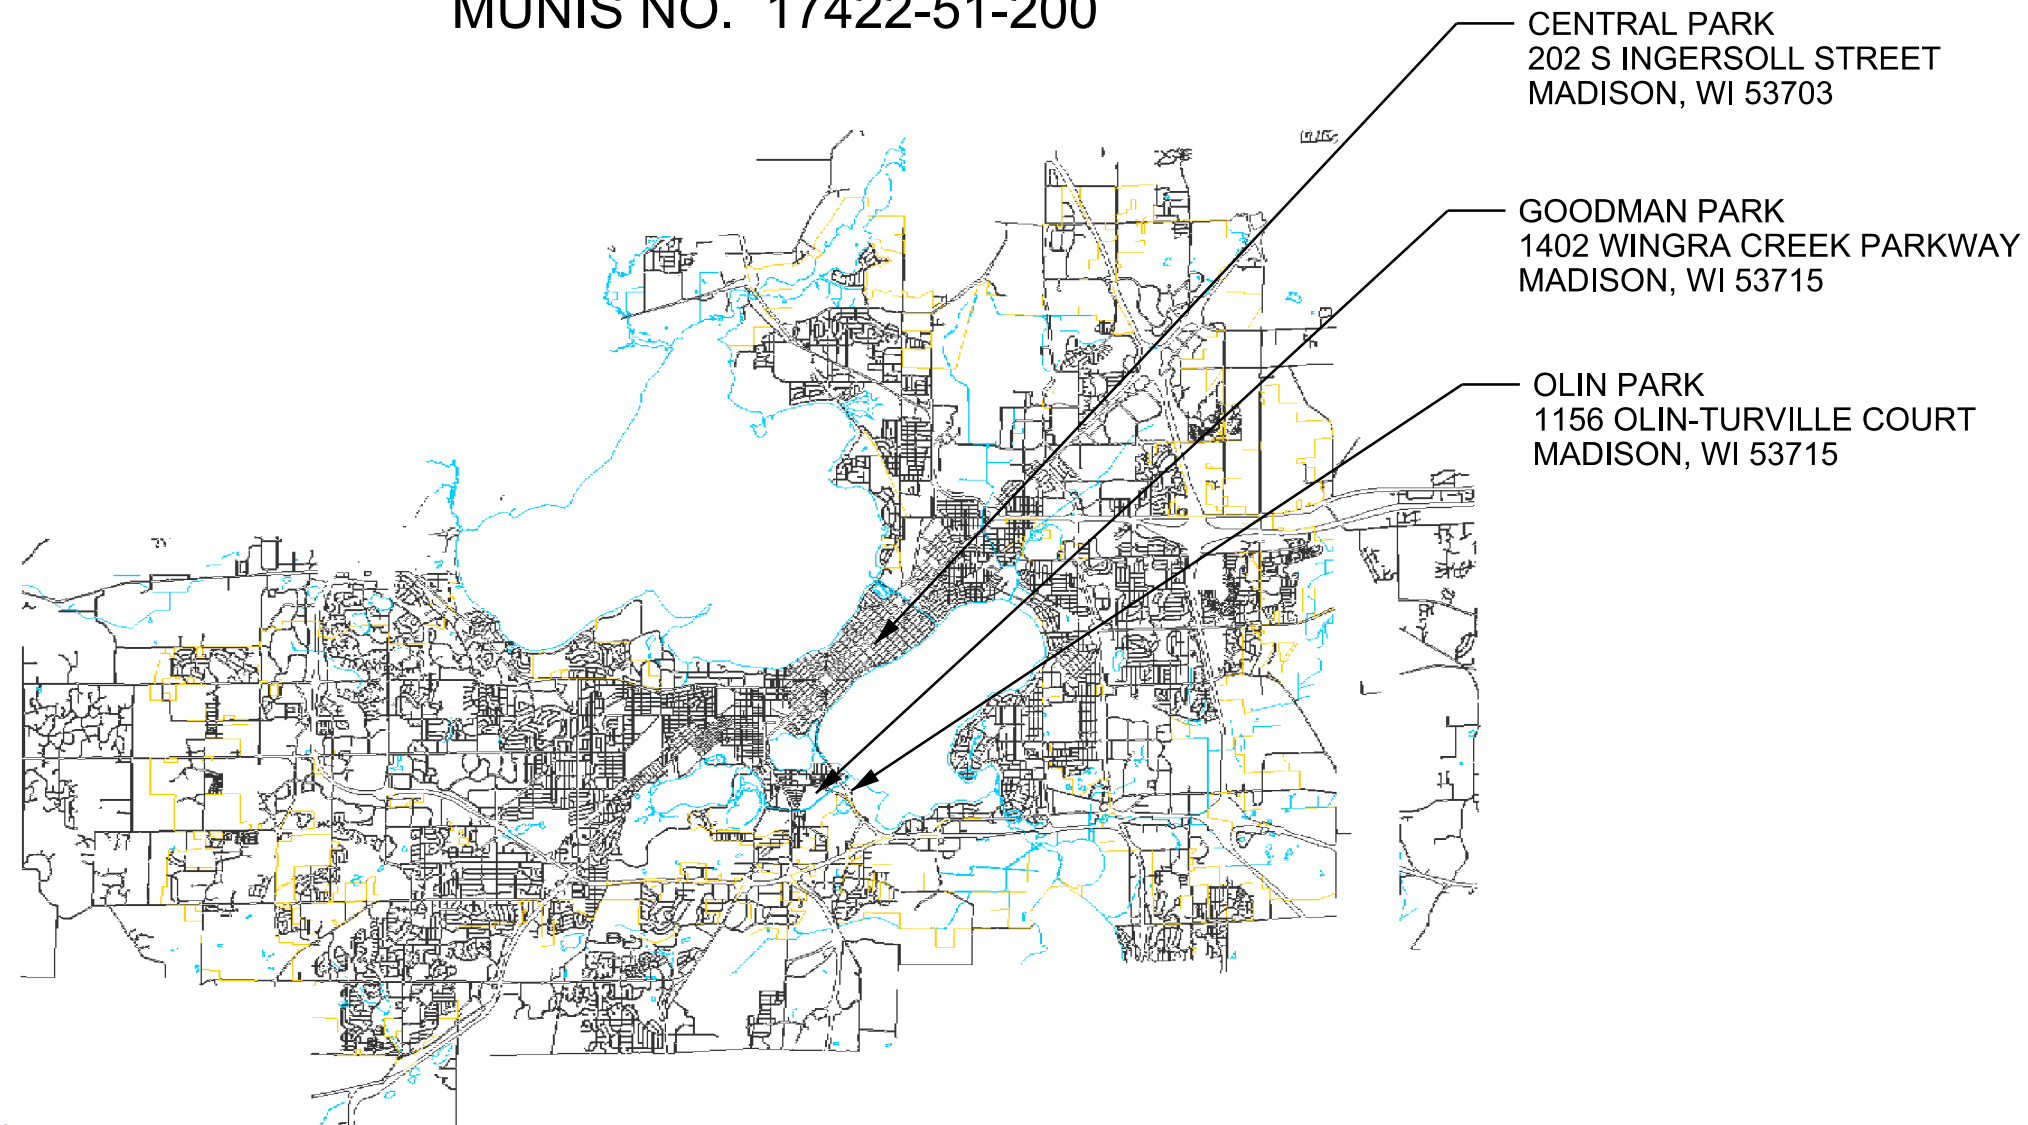 MUNIS NO. 17422-51-200
CENTRAL PARK
202 S INGERSOLL STREET
MADISON, WI 53703
GOODMAN PARK
1402 WINGRA CREEK PARKWAY
MADISON, WI 53715
OLIN PARK
1156 OLIN-TURVILLE COURT
MADISON, WI 53715